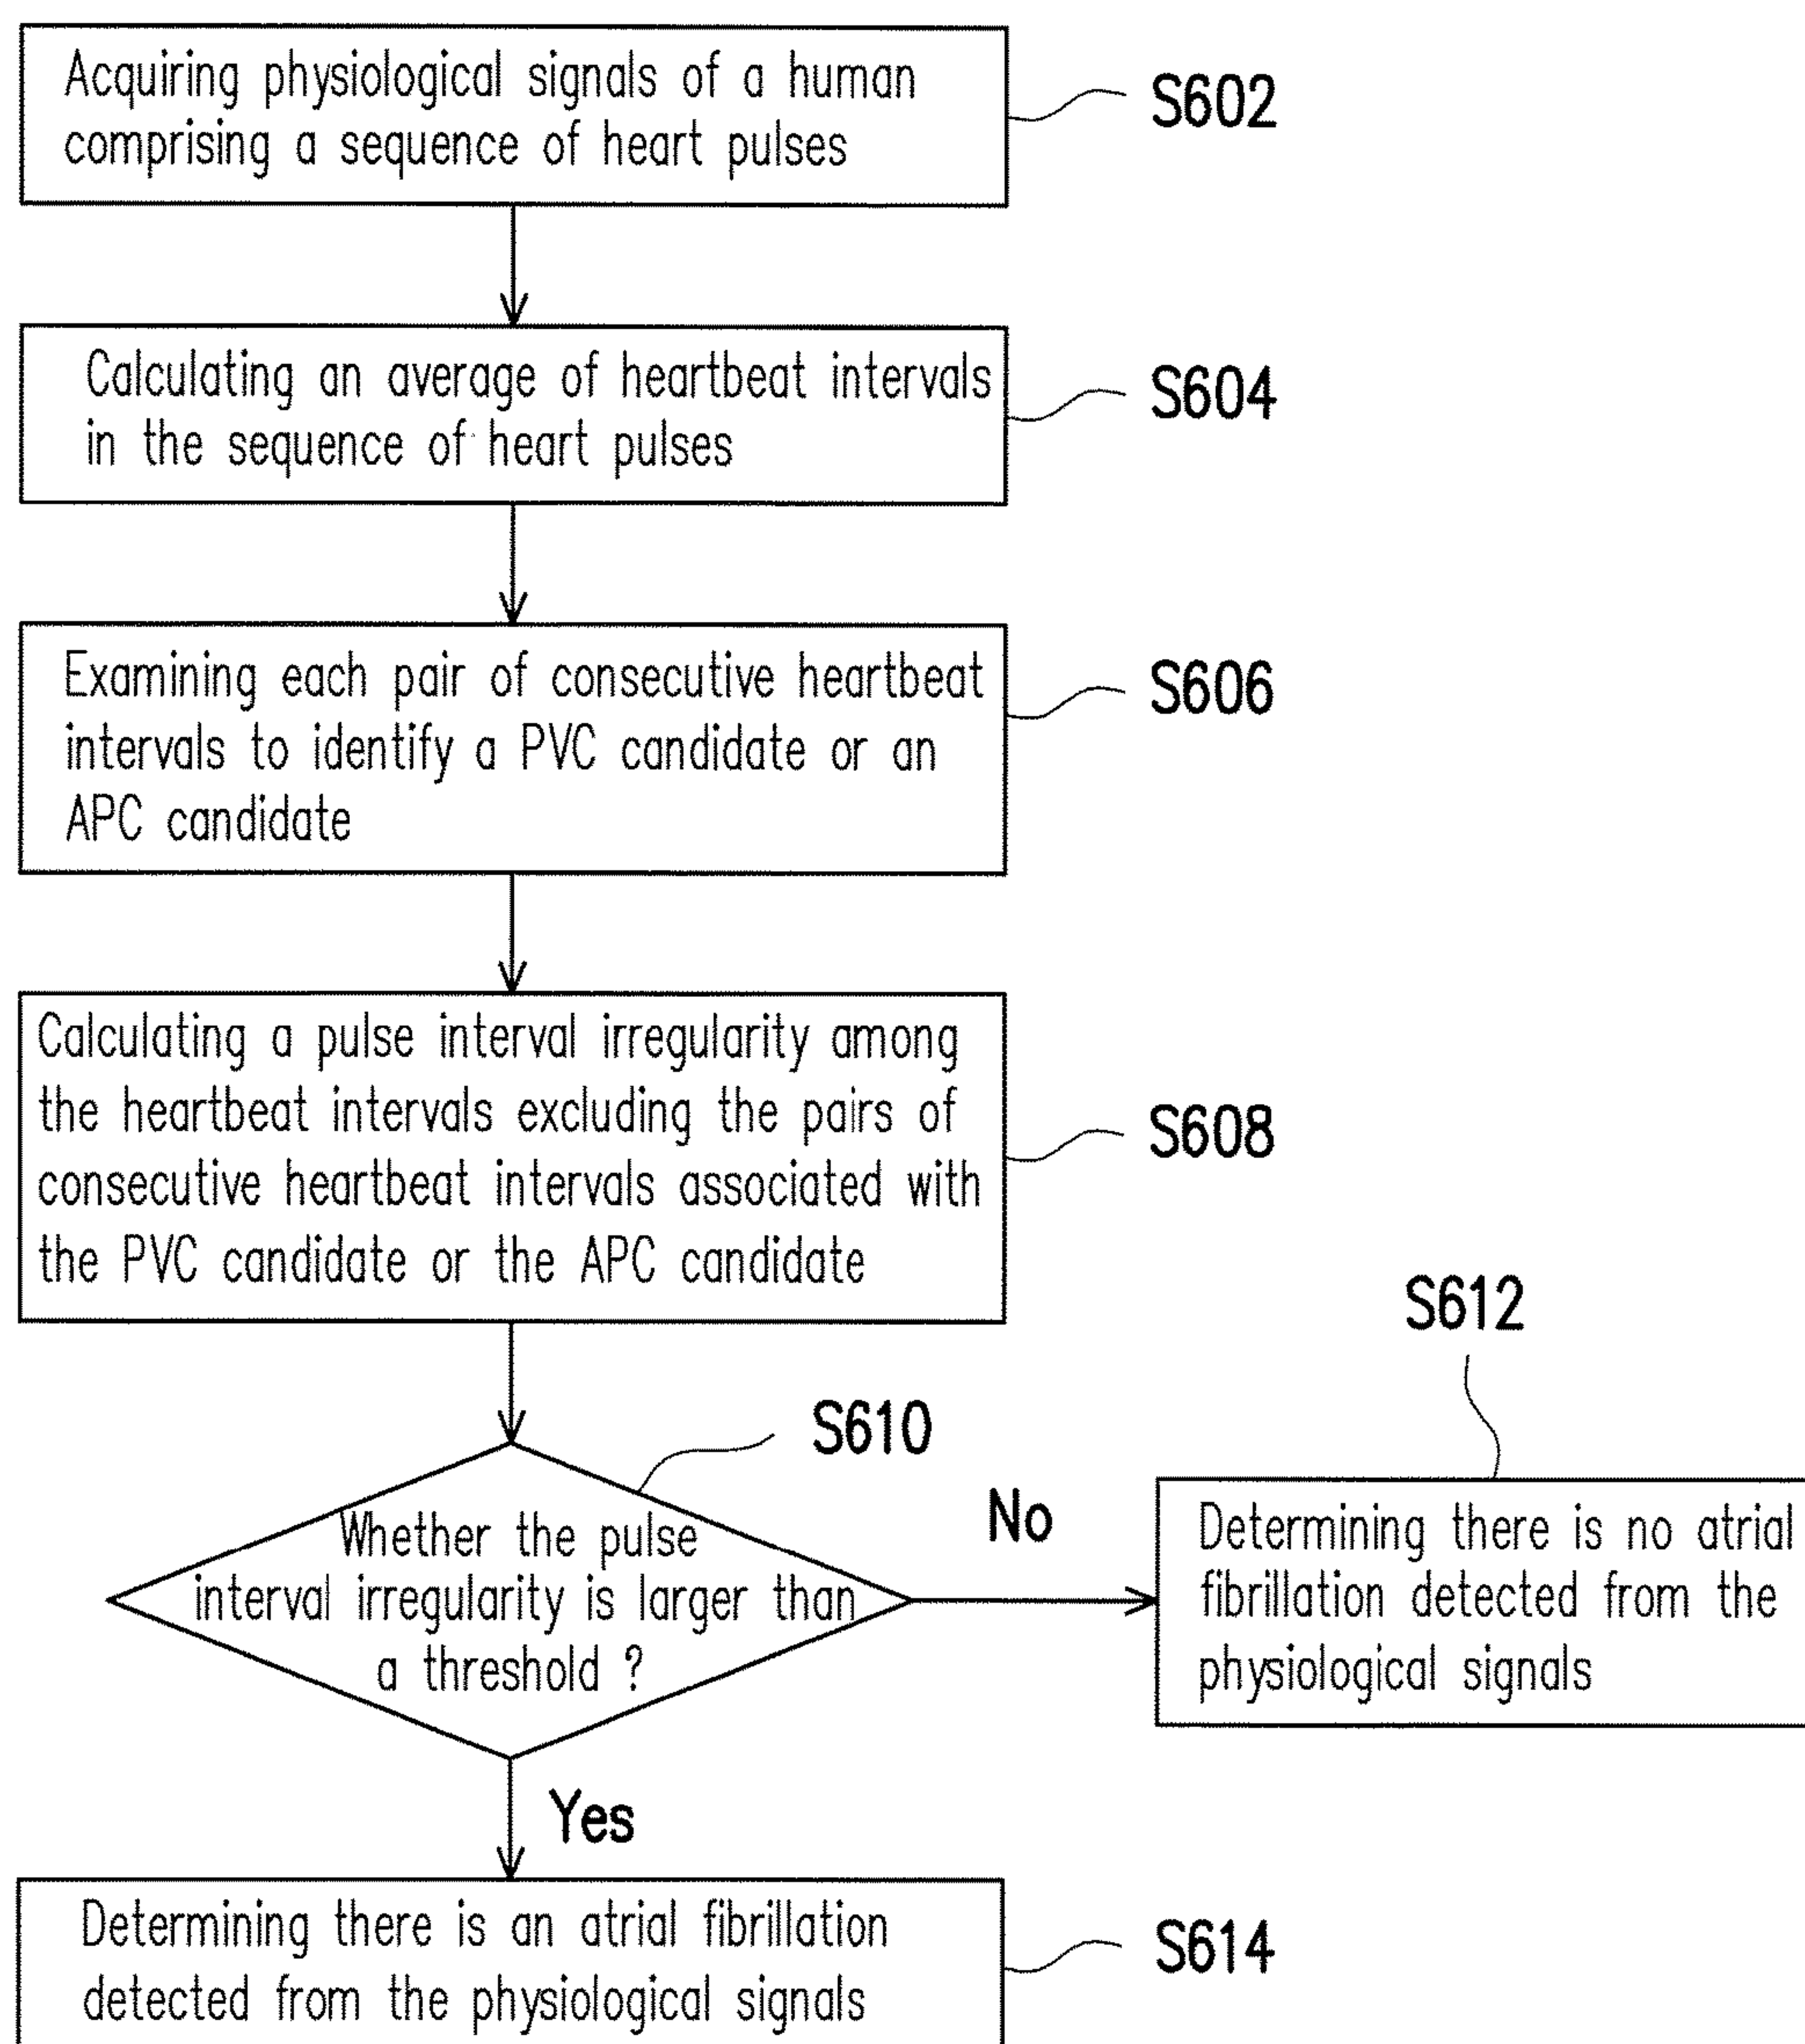 Acquiring physiological signals of a human
comprising a sequence of heart pulses
S602
Calculating an average of heartbeat intervals
in the sequence of heart pulses
S604
Examining each pair of consecutive heartbeat
intervals to identify a PVC candidate or an
APC candidate
S606
Calculating a pulse interval irregularity among
the heartbeat intervals excluding the pairs of
consecutive heartbeat intervals associated with
the PVC candidate or the APC candidate
S608
S610
Whether the pulse
interval irregularity is larger than
a threshold ?
No
S612
Determining there is no atrial
fibrillation detected from the
physiological signals
Yes
Determining there is an atrial fibrillation
detected from the physiological signals
S614